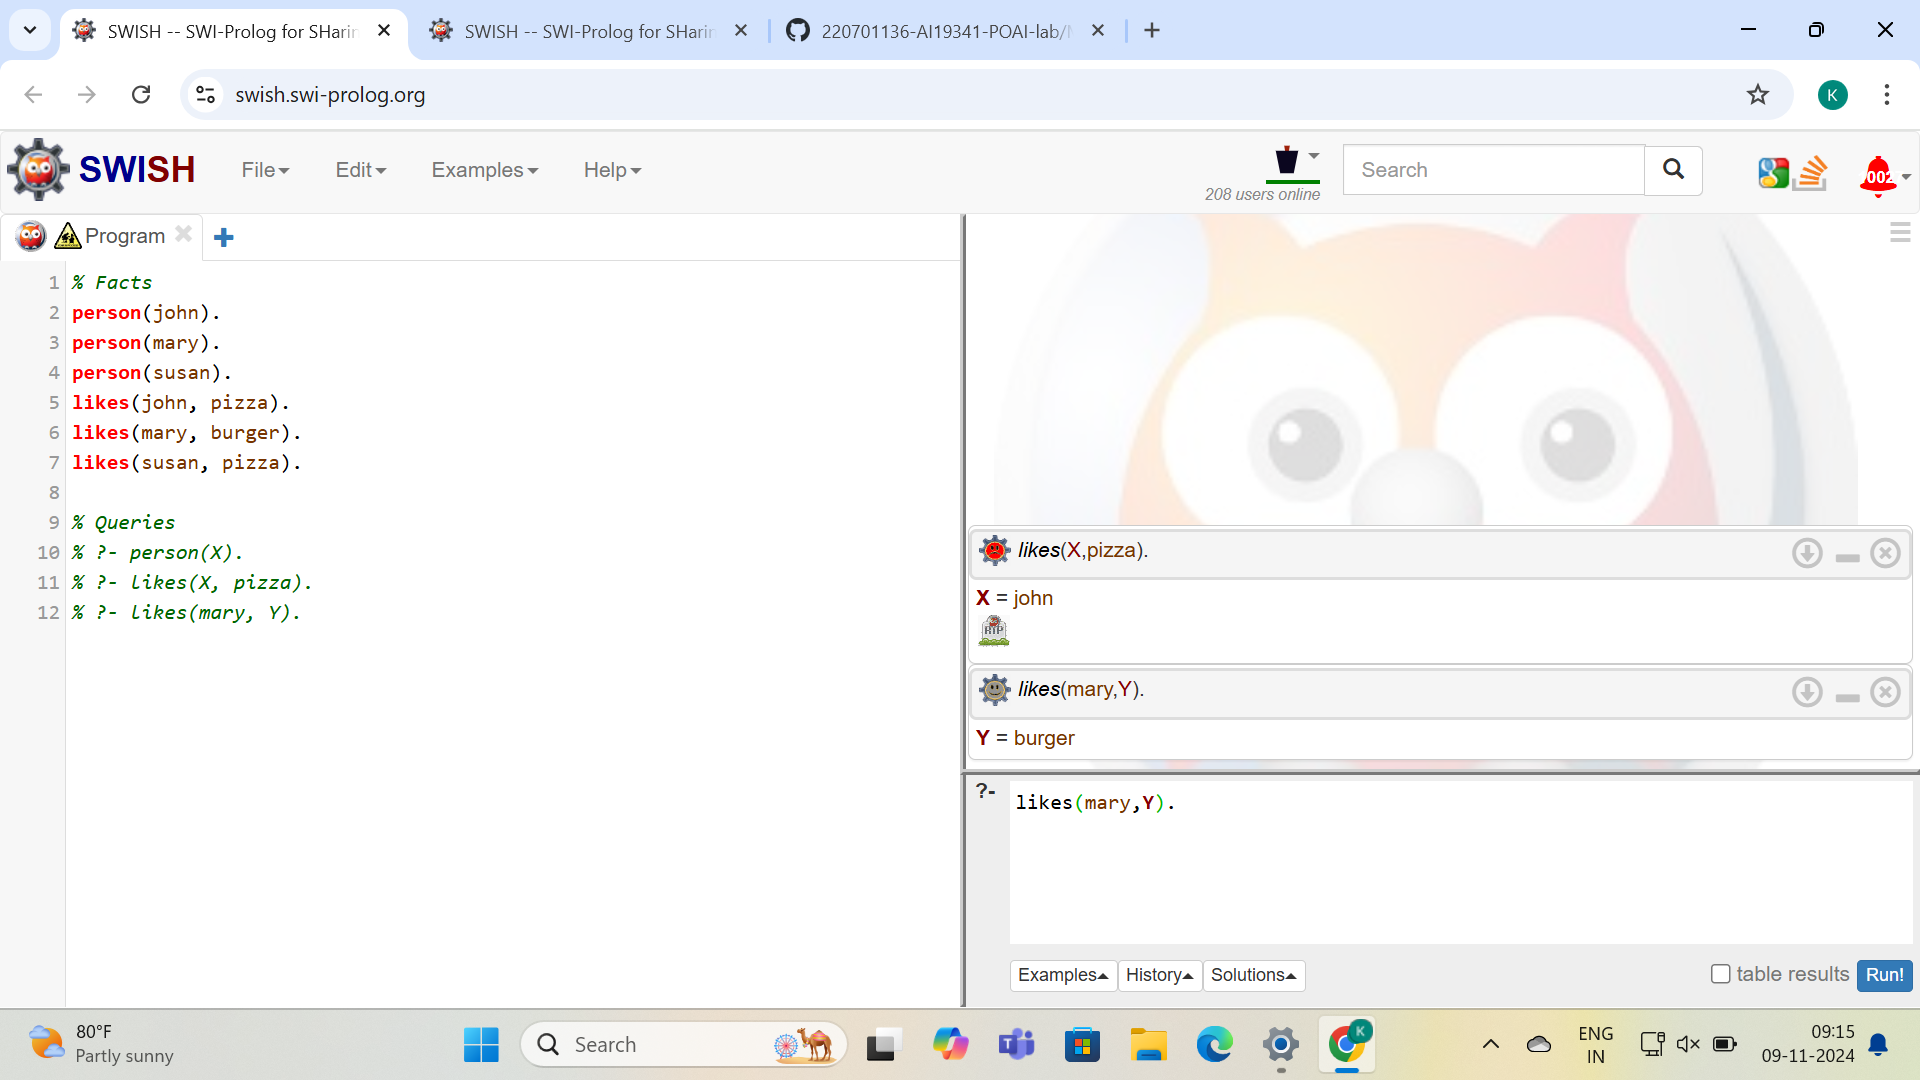 SWISH -- SWI-Prolog for SHarin
SWISH -- SWI-Prolog for SHarin
220701136-AI19341-POAI-lab/
swish.swi-prolog.org
K
SWISH
File
Edit
Examples
Help
208 users online
Search
002
Program
1 % Facts
2 person(john).
3 person(mary).
4 person(susan).
5 likes(john, pizza).
6 likes(mary, burger).
7 likes(susan, pizza).
8
9 % Queries
10 % ?- person(X).
11 % ?- likes(X, pizza).
12 % ?- likes(mary, Y).
likes(X,pizza).
X = john
RIP
likes(mary,Y).
Y = burger
?- likes(mary,Y).
Examples
History
Solutions
table results
Run!
80°F
Partly sunny
Search
K
ENG
IN
09:15
09-11-2024